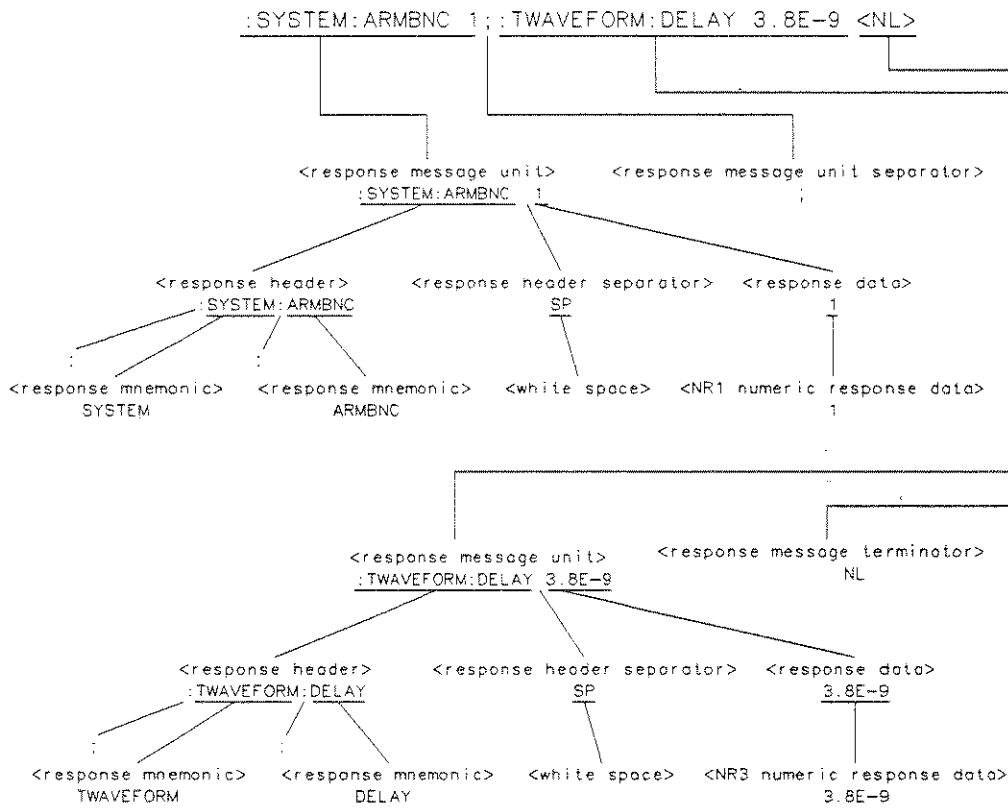 :SYSTEM:ARMBNC 1;:TWAVEFORM:DELAY 3.8E-9 <NL>
<response message unit> <response message unit separator>
:SYSTEM:ARMBNC 1 ;
<response header> <response header separator> <response data>
:SYSTEM:ARMBNC SP 1
: :
<response mnemonic> <response mnemonic> <white space> <NR1 numeric response data>
SYSTEM ARMBNC 1
<response message unit> <response message terminator>
:TWAVEFORM:DELAY 3.8E-9 NL
<response header> <response header separator> <response data>
:TWAVEFORM:DELAY SP 3.8E-9
: :
<response mnemonic> <response mnemonic> <white space> <NR3 numeric response data>
TWAVEFORM DELAY 3.8E-9